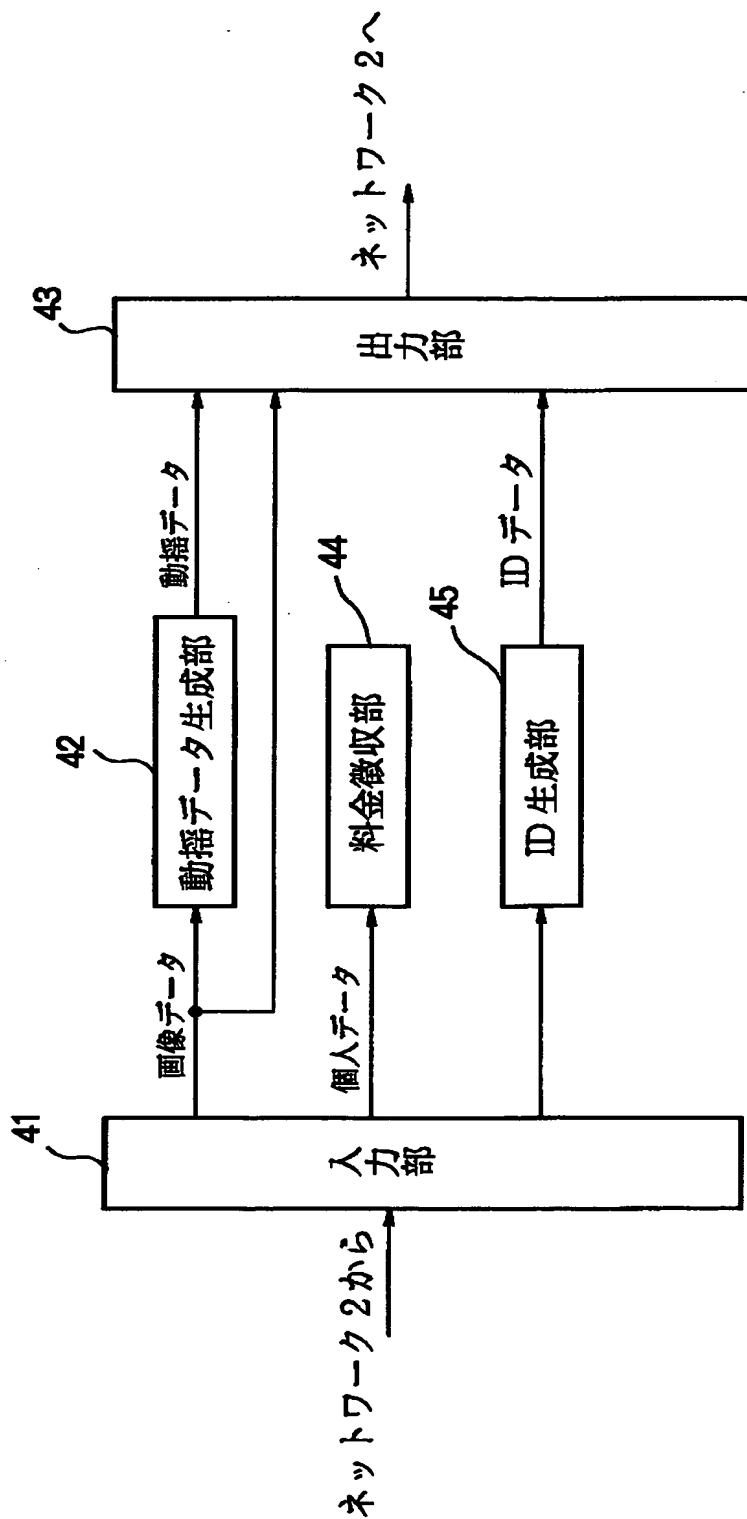 ネットワーク2から
41
入力部
画像データ
個人データ
42
動揺データ生成部
44
料金徴収部
45
ID 生成部
動揺データ
ID データ
43
出力部
ネットワーク2へ